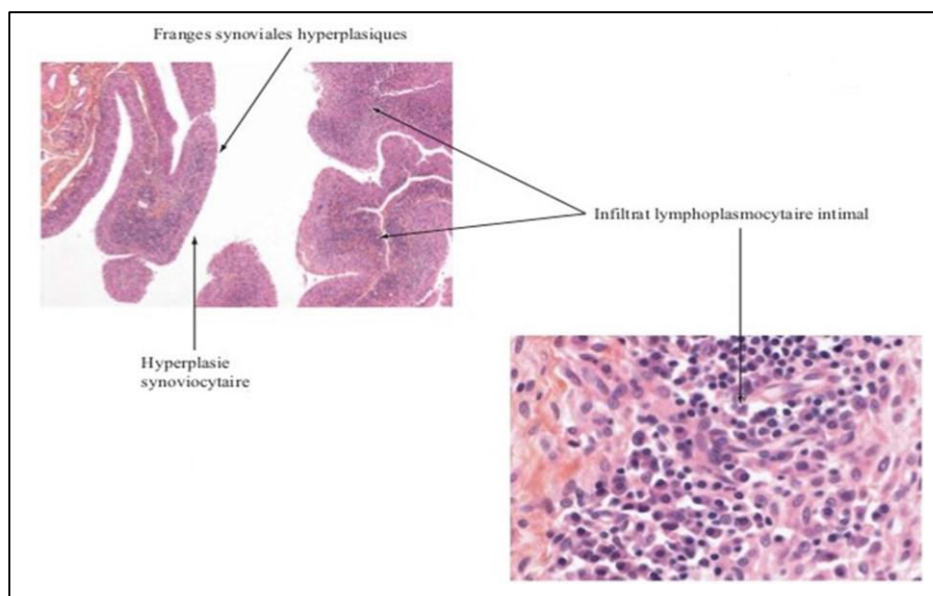 Franges synoviales hyperplasiques
Infiltrat lymphoplasmocytaire intimal
Hyperplasie
synoviocytaire